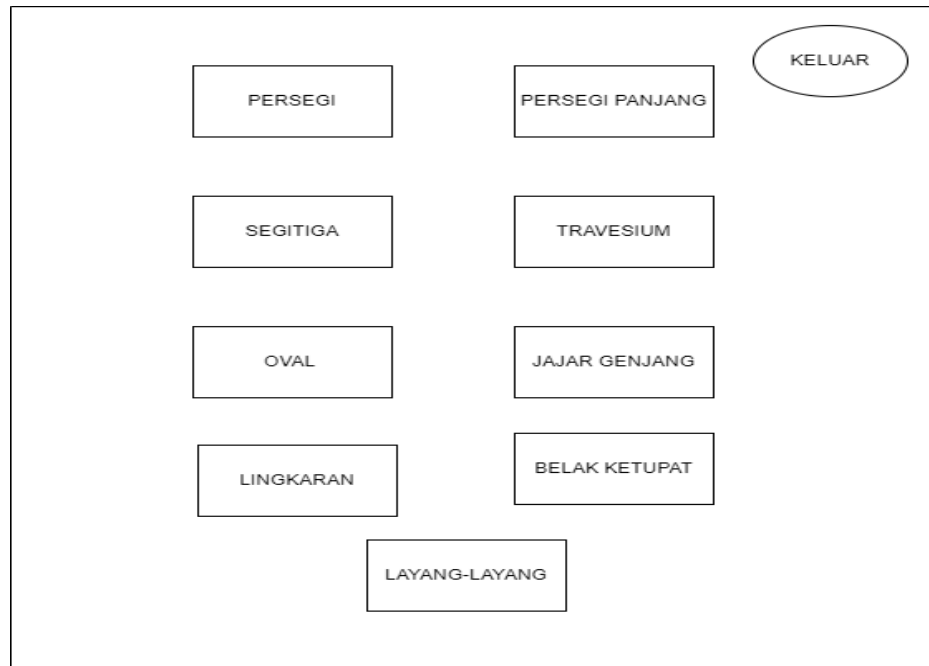 KELUAR
PERSEGI
PERSEGI PANJANG
SEGITIGA
TRAVESIUM
OVAL
JAJAR GENJANG
LINGKARAN
BELAK KETUPAT
LAYANG-LAYANG